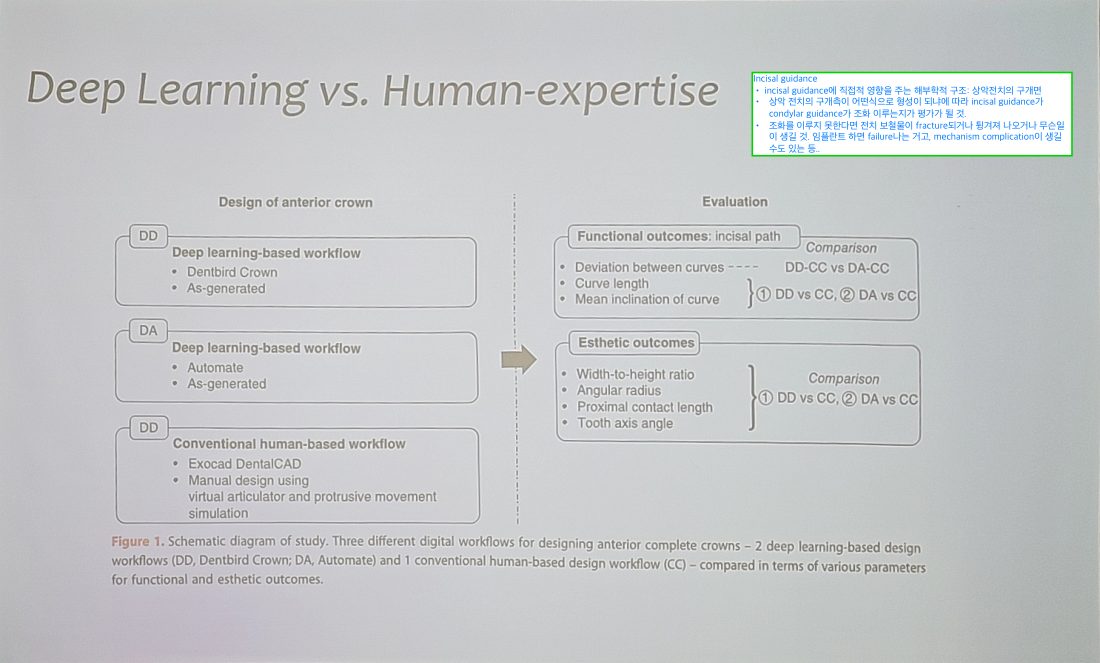 Deep Learning vs. Human-expertise
Incisal guidance
• incisal guidance에 직접적 영향을 주는 해부학적 구조: 상악전치의 구개면
• 상악 전치의 구개측이 어떤식으로 형성이 되냐에 따라 incisal guidance가
condylar guidance가 조화 이루는지가 평가가 될 것.
• 조화를 이루지 못한다면 전치 보철물이 fracture되거나 튕겨져 나오거나 무슨일
이 생길 것. 임플란트 하면 failure나는 거고, mechanism complication이 생길
수도 있는 등..
Design of anterior crown
DD
Deep learning-based workflow
• Dentbird Crown
• As-generated
DA
Deep learning-based workflow
• Automate
• As-generated
DD
Conventional human-based workflow
• Exocad DentalCAD
• Manual design using
virtual articulator and protrusive movement
simulation
Evaluation
Functional outcomes: incisal path
Comparison
• Deviation between curves ---- DD-CC vs DA-CC
• Curve length
• Mean inclination of curve
① DD vs CC, ② DA vs CC
Esthetic outcomes
• Width-to-height ratio
• Angular radius
• Proximal contact length
• Tooth axis angle
Comparison
① DD vs CC, ② DA vs CC
Figure 1. Schematic diagram of study. Three different digital workflows for designing anterior complete crowns – 2 deep learning-based design
workflows (DD, Dentbird Crown; DA, Automate) and 1 conventional human-based design workflow (CC) – compared in terms of various parameters
for functional and esthetic outcomes.